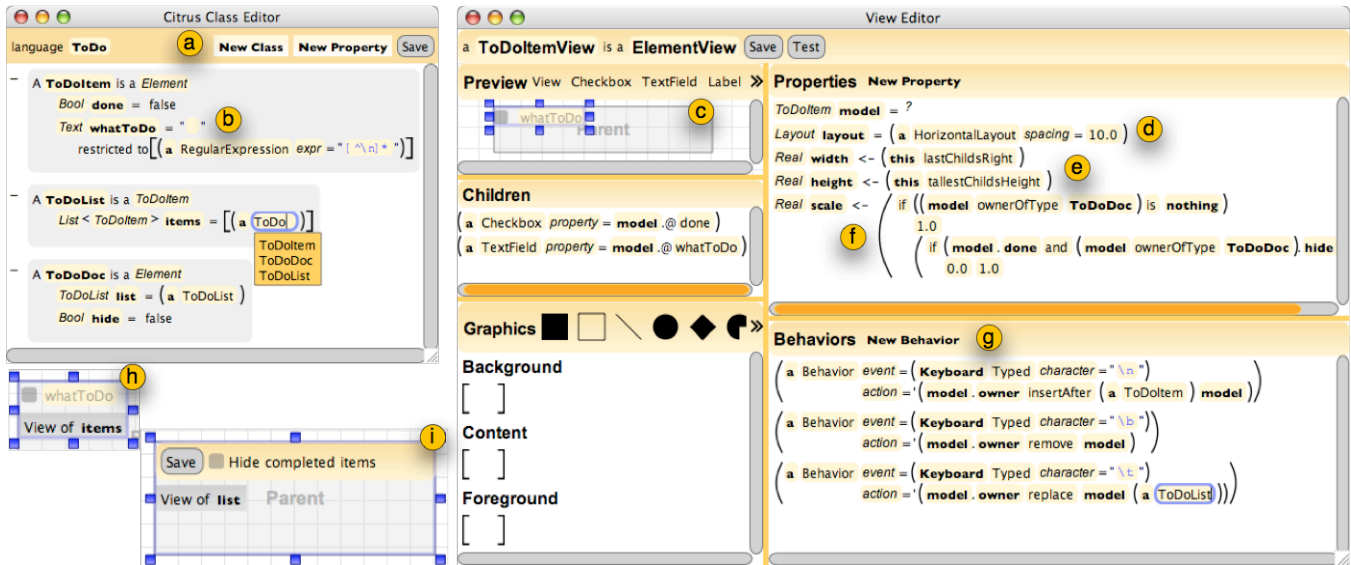 Citrus Class Editor
language ToDo a New Class New Property Save
– A ToDoItem is a Element
Bool done = false
Text whatToDo = " " b
restricted to[(a RegularExpression expr = "[^\n]* ")]
– A ToDoList is a ToDoItem
List < ToDoItem > items = [(a ToDo)]
ToDoItem
ToDoDoc
ToDoList
– A ToDoDoc is a Element
ToDoList list = (a ToDoList )
Bool hide = false
h
whatToDo
View of items
i
Save Hide completed items
View of list Parent
View Editor
a ToDoItemView is a ElementView Save Test
Preview View Checkbox TextField Label »
whatToDo c
Parent
Children
(a Checkbox property = model .@ done )
(a TextField property = model .@ whatToDo )
Graphics »
Background
[ ]
Content
[ ]
Foreground
[ ]
Properties New Property
ToDoItem model = ?
Layout layout = (a HorizontalLayout spacing = 10.0 ) d
Real width <- (this lastChildsRight )
Real height <- (this tallestChildsHeight ) e
Real scale <- ( if ((model ownerOfType ToDoDoc ) is nothing )
1.0
f ( if (model . done and (model ownerOfType ToDoDoc ). hide
0.0 1.0
Behaviors New Behavior g
(a Behavior event = (Keyboard Typed character = " \n ")
action = '(model . owner insertAfter (a ToDoItem ) model ))
(a Behavior event = (Keyboard Typed character = " \b ")
action = '(model . owner remove model ))
(a Behavior event = (Keyboard Typed character = " \t ")
action = '(model . owner replace model (a ToDoList)))